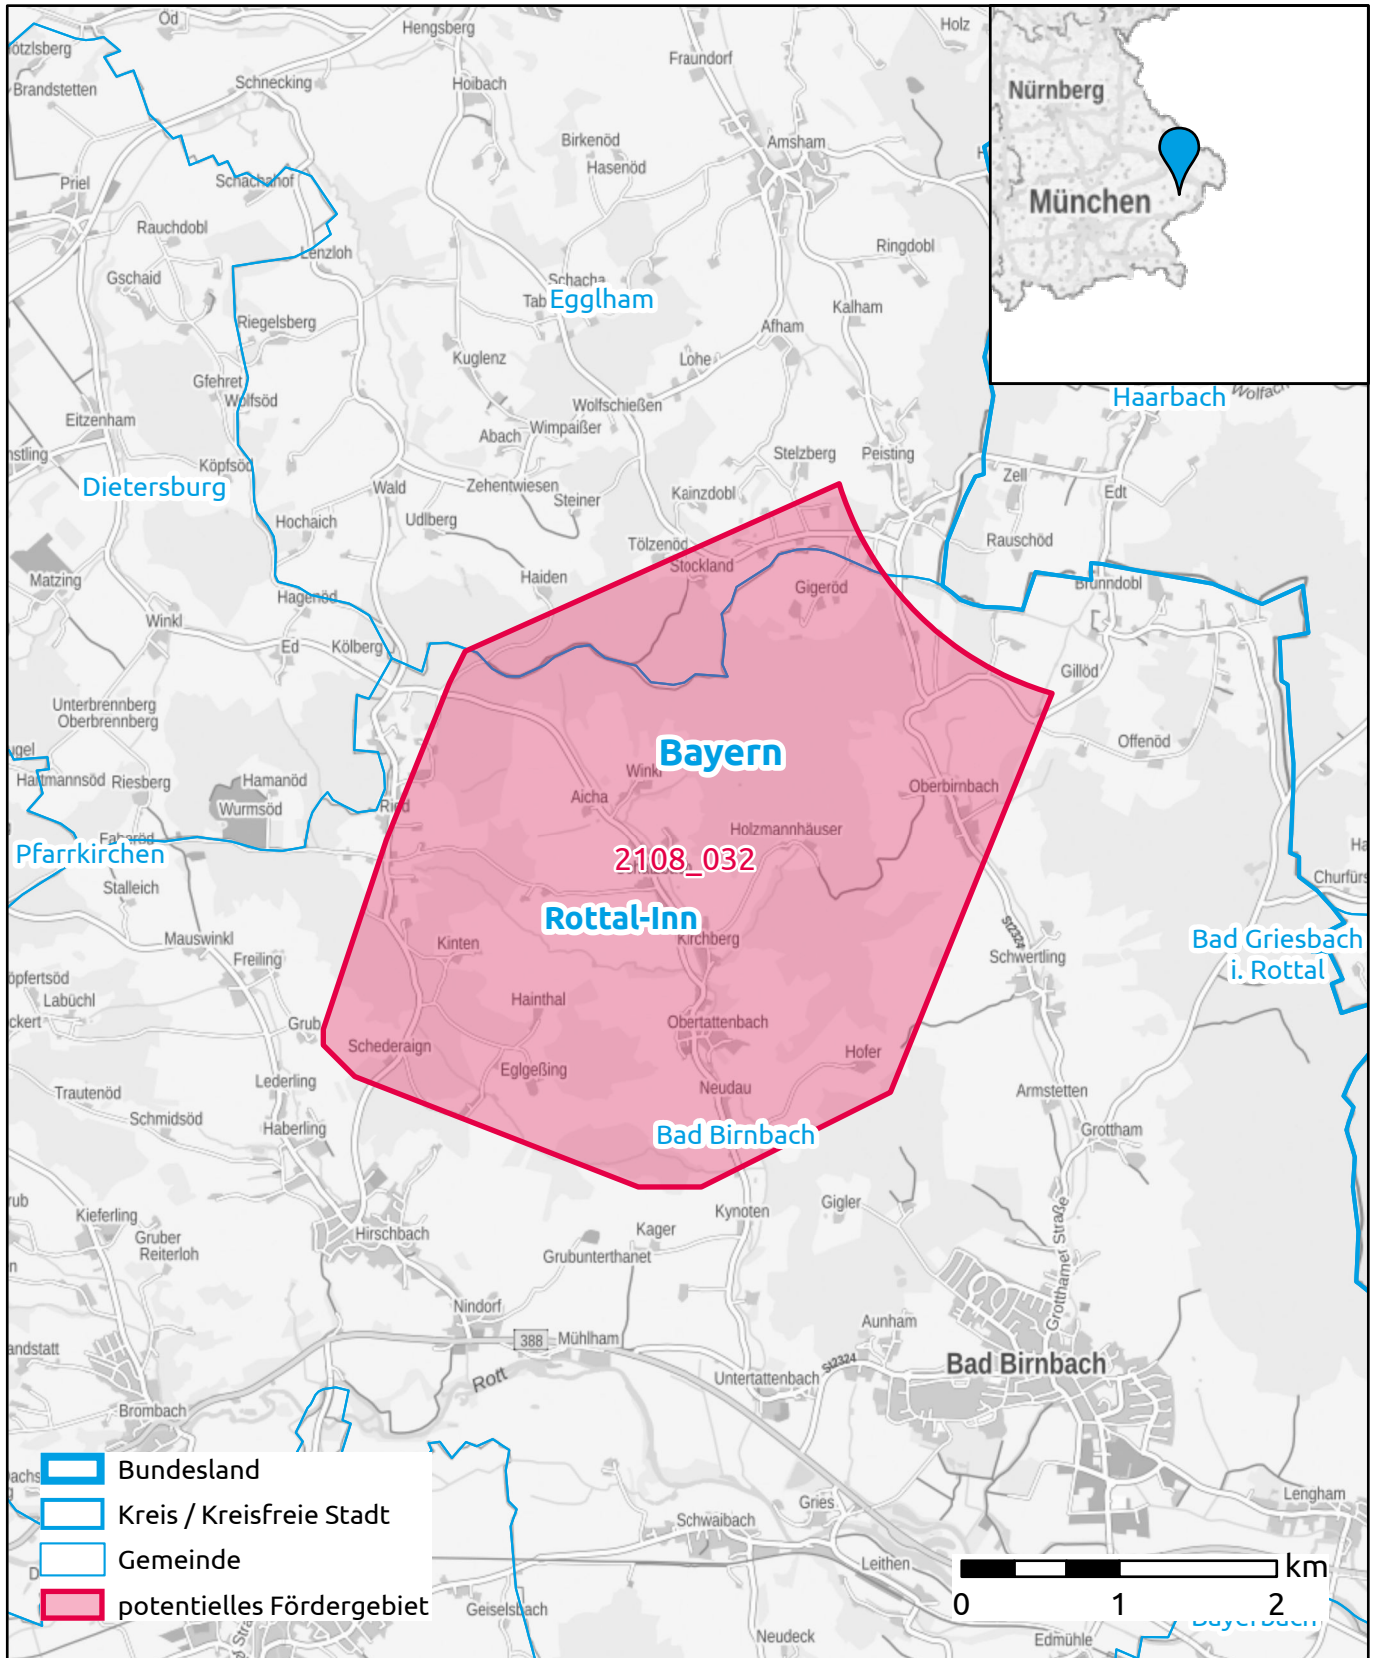 Öd
Hengsberg
Holz
Fraundorf
Brandstetten
Schnecking
Hoibach
Nürnberg
Birkenöd
Amsham
Hasenöd
Priel
Schachahof
München
Rauchdobl
Lenzloh
Ringdobl
Gschaid
Schacha
Egglham
Kalham
Riegelsberg
Afham
Kuglenz
Lohe
Gfehret
Wolfsöd
Haarbach
Wolfschießen
Eitzenham
Abach
Wimpaißer
Stelzberg
Peisting
Köpfsöd
Zell
Dietersburg
Wald
Zehentwiesen
Steiner
Kainzdobl
Edt
Hochaich
Udlberg
Rauschöd
Tölzenöd
Stockland
Matzing
Haiden
Gigeröd
Brunndobl
Hagenöd
Winkl
Ed
Kölberg
Gillöd
Unterbrennberg
Oberbrennberg
Offenöd
Bayern
Hartmannsöd
Riesberg
Hamanöd
Winkl
Oberbirnbach
Wurmsöd
Ried
Aicha
Holzmannhäuser
Pfarrkirchen
2108_032
Stalleich
Rottal-Inn
St2324
Mauswinkl
Kinten
Kirchberg
Bad Griesbach
i. Rottal
Freiling
Schwertling
Labüchl
Hainthal
Grub
Obertattenbach
Schederaign
Hofer
Eglgeßing
Lederling
Neudau
Trautenöd
Armstetten
Schmidsöd
Haberling
Bad Birnbach
Grottham
Kieferling
Kynoten
Gigler
Gruber
Reiterloh
Hirschbach
Kager
Grubunterthanet
Grotthamer Straße
Nindorf
388
Mühlham
Aunham
Rott
Untertattenbach
St2324
Bad Birnbach
Brombach
Bundesland
Kreis / Kreisfreie Stadt
Gemeinde
potentielles Fördergebiet
Gries
Lengham
Schwaibach
Leithen
km
0 1 2
Geiselsbach
Bayerbach
Neudeck
Edmühle